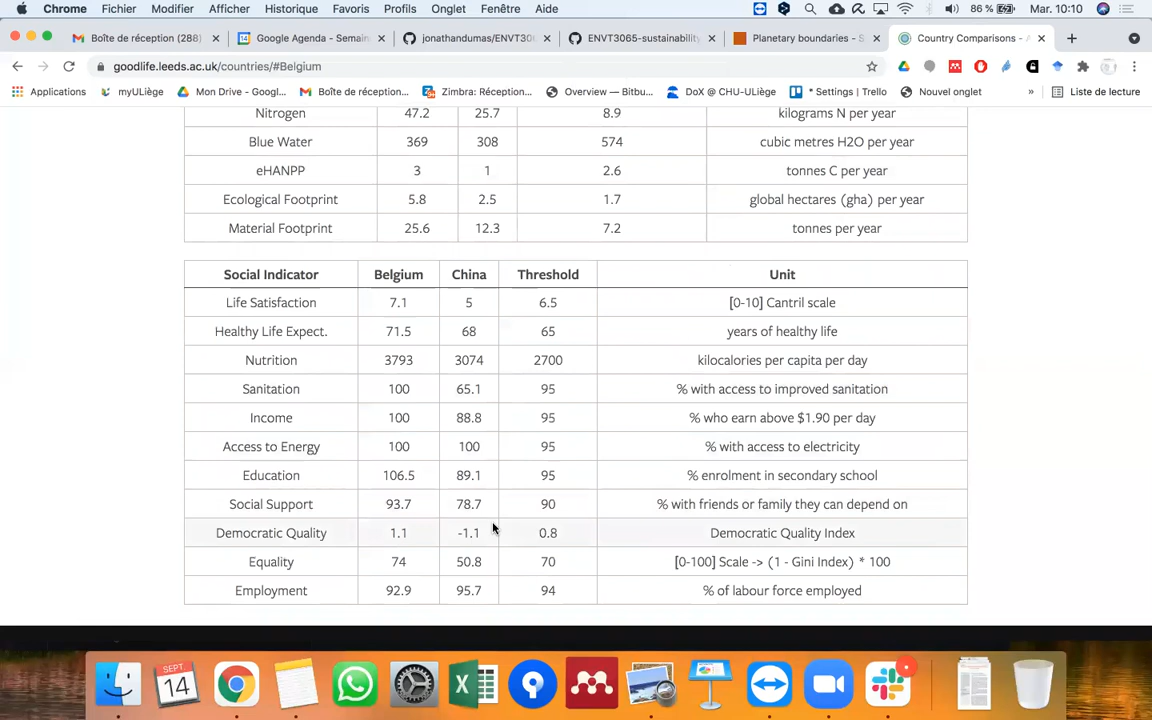 Chrome Fichier Modifier Afficher Historique Favoris Profils Onglet Fenêtre Aide 86 % Mar. 10:10
Boîte de réception (288) Google Agenda - Semain jonathandumas/ENVT30 ENVT3065-sustainability Planetary boundaries - S Country Comparisons - A
goodlife.leeds.ac.uk/countries/#Belgium
Applications myULiège Mon Drive - Googl... Boîte de réception... Zimbra: Réception... Overview — Bitbu... DoX @ CHU-ULiège * Settings | Trello Nouvel onglet » Liste de lecture
Nitrogen 47.2 25.7 8.9 kilograms N per year
Blue Water 369 308 574 cubic metres H2O per year
eHANPP 3 1 2.6 tonnes C per year
Ecological Footprint 5.8 2.5 1.7 global hectares (gha) per year
Material Footprint 25.6 12.3 7.2 tonnes per year
Social Indicator Belgium China Threshold Unit
Life Satisfaction 7.1 5 6.5 [0-10] Cantril scale
Healthy Life Expect. 71.5 68 65 years of healthy life
Nutrition 3793 3074 2700 kilocalories per capita per day
Sanitation 100 65.1 95 % with access to improved sanitation
Income 100 88.8 95 % who earn above $1.90 per day
Access to Energy 100 100 95 % with access to electricity
Education 106.5 89.1 95 % enrolment in secondary school
Social Support 93.7 78.7 90 % with friends or family they can depend on
Democratic Quality 1.1 -1.1 0.8 Democratic Quality Index
Equality 74 50.8 70 [0-100] Scale -> (1 - Gini Index) * 100
Employment 92.9 95.7 94 % of labour force employed
SEPT.
14